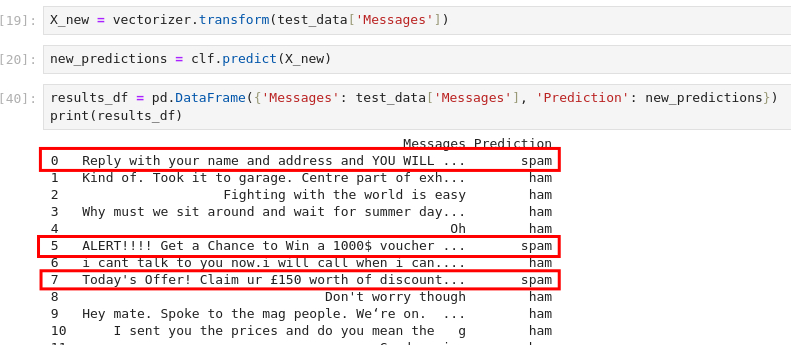 [19]: X_new = vectorizer.transform(test_data['Messages'])
[20]: new_predictions = clf.predict(X_new)
[40]: results_df = pd.DataFrame({'Messages': test_data['Messages'], 'Prediction': new_predictions})
print(results_df)
Messages Prediction
0 Reply with your name and address and YOU WILL ... spam
1 Kind of. Took it to garage. Centre part of exh... ham
2 Fighting with the world is easy ham
3 Why must we sit around and wait for summer day... ham
4 Oh ham
5 ALERT!!!! Get a Chance to Win a 1000$ voucher ... spam
6 i cant talk to you now.i will call when i can.... ham
7 Today's Offer! Claim ur £150 worth of discount... spam
8 Don't worry though ham
9 Hey mate. Spoke to the mag people. We‘re on. ... ham
10 I sent you the prices and do you mean the g ham